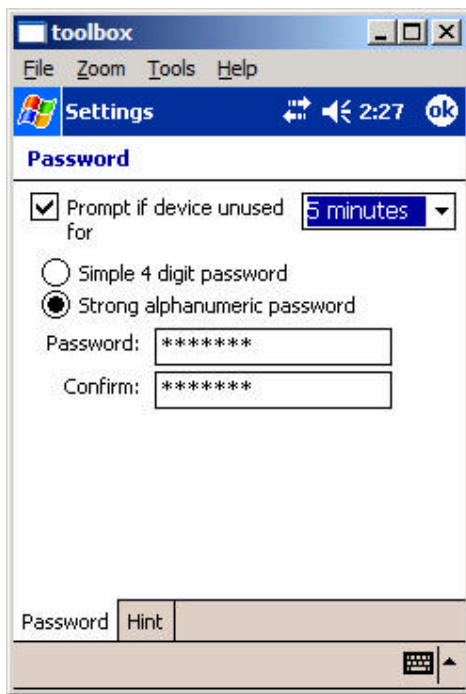 toolbox
File Zoom Tools Help
Settings 2:27 ok
Password
Prompt if device unused for 5 minutes
Simple 4 digit password
Strong alphanumeric password
Password: *******
Confirm: *******
Password Hint